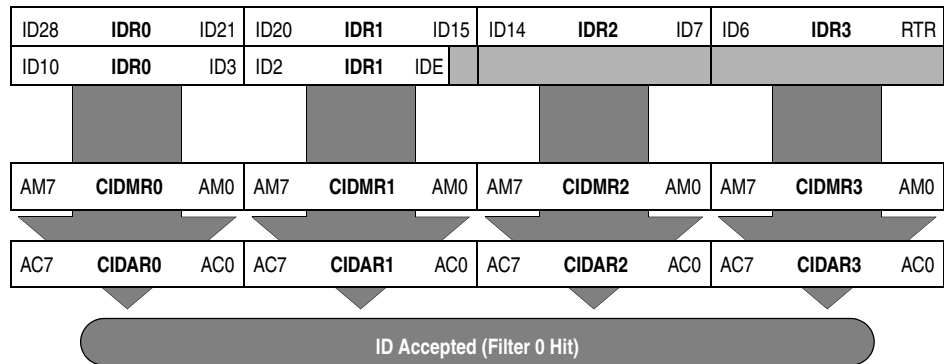 ID28 IDR0 ID21 ID20 IDR1 ID15 ID14 IDR2 ID7 ID6 IDR3 RTR
ID10 IDR0 ID3 ID2 IDR1 IDE
AM7 CIDMR0 AM0 AM7 CIDMR1 AM0 AM7 CIDMR2 AM0 AM7 CIDMR3 AM0
AC7 CIDAR0 AC0 AC7 CIDAR1 AC0 AC7 CIDAR2 AC0 AC7 CIDAR3 AC0
ID Accepted (Filter 0 Hit)